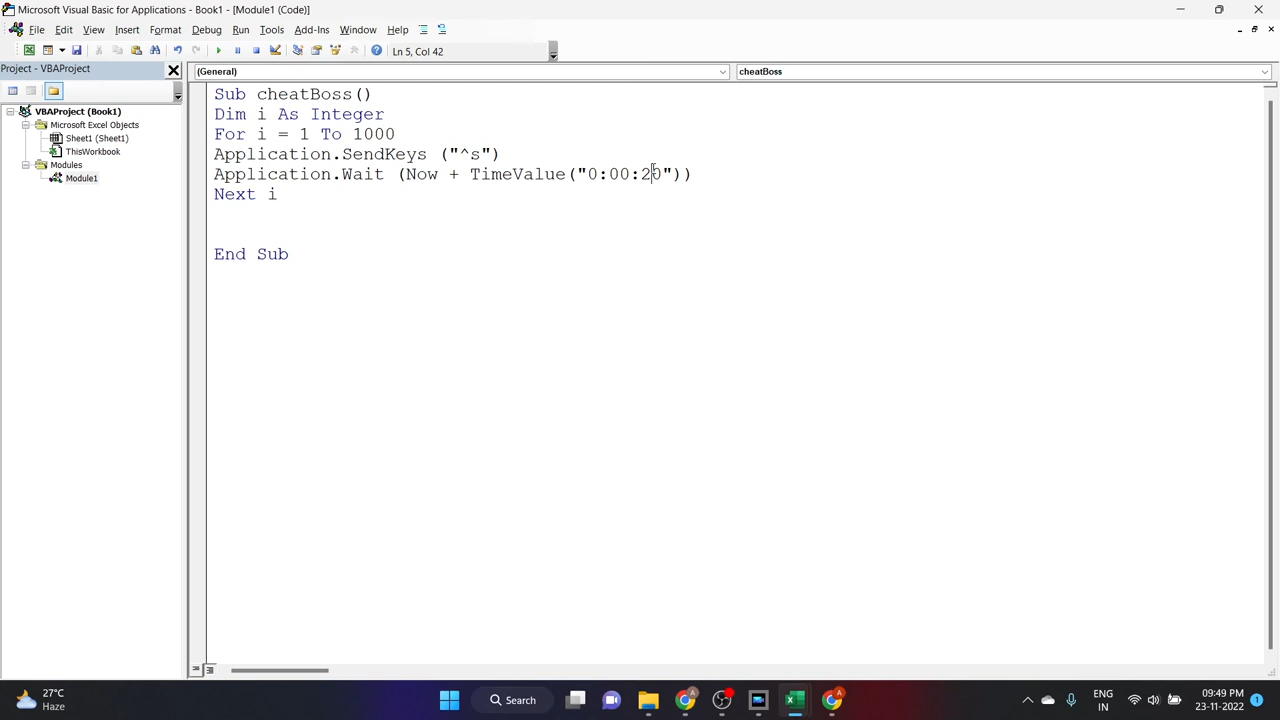 Microsoft Visual Basic for Applications - Book1 - [Module1 (Code)]
File Edit View Insert Format Debug Run Tools Add-Ins Window Help
Ln 5, Col 42
Project - VBAProject
(General)
cheatBoss
VBAProject (Book1)
Microsoft Excel Objects
Sheet1 (Sheet1)
ThisWorkbook
Modules
Module1
Sub cheatBoss()
Dim i As Integer
For i = 1 To 1000
Application.SendKeys ("^s")
Application.Wait (Now + TimeValue("0:00:20"))
Next i
End Sub
27°C
Haze
Search
ENG
IN
09:49 PM
23-11-2022
1